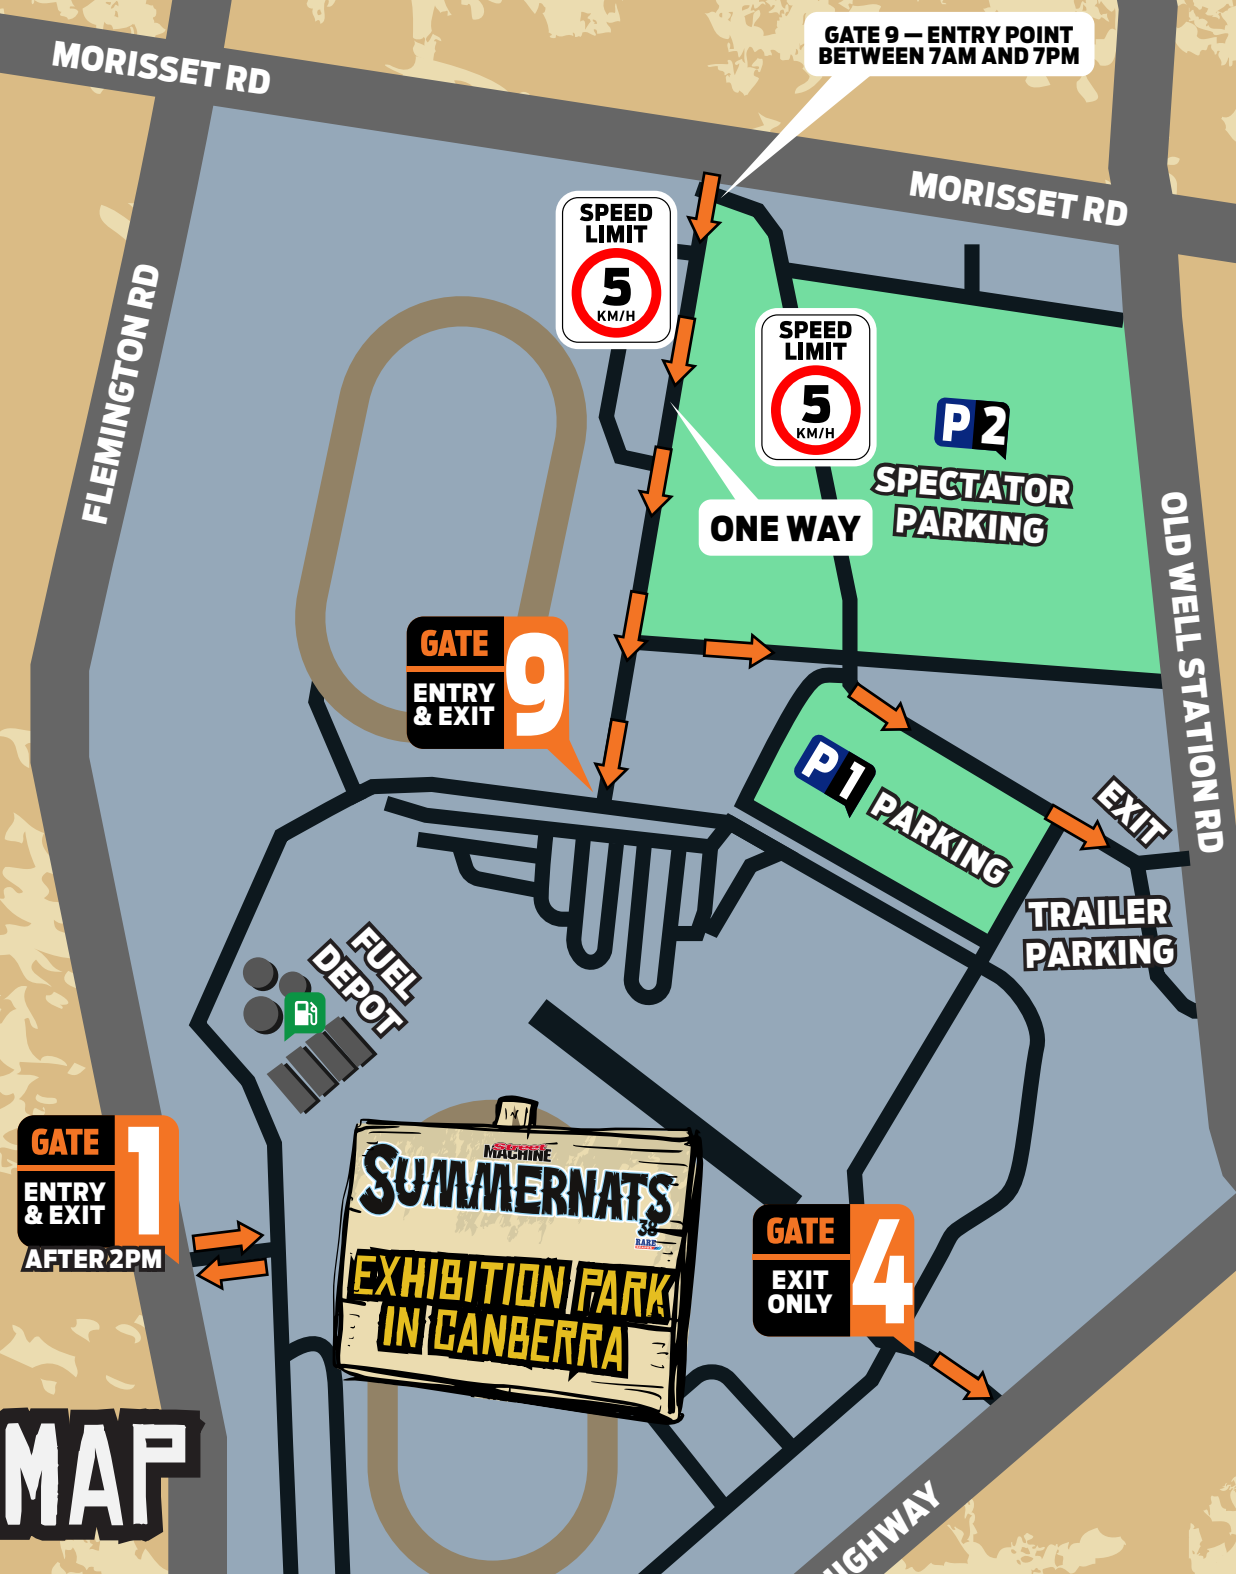 GATE 9 — ENTRY POINT
BETWEEN 7AM AND 7PM
MORISSET RD
MORISSET RD
SPEED
LIMIT
5
KM/H
FLEMINGTON RD
SPEED
LIMIT
5
KM/H
P 2
SPECTATOR
PARKING
ONE WAY
OLD WELL STATION RD
GATE
9
ENTRY
& EXIT
P 1
PARKING
EXIT
TRAILER
PARKING
FUEL
DEPOT
GATE
1
ENTRY
& EXIT
AFTER 2PM
Street
MACHINE
SUMMERNATS
38
RARE
EXHIBITION PARK
IN CANBERRA
GATE
4
EXIT
ONLY
MAP